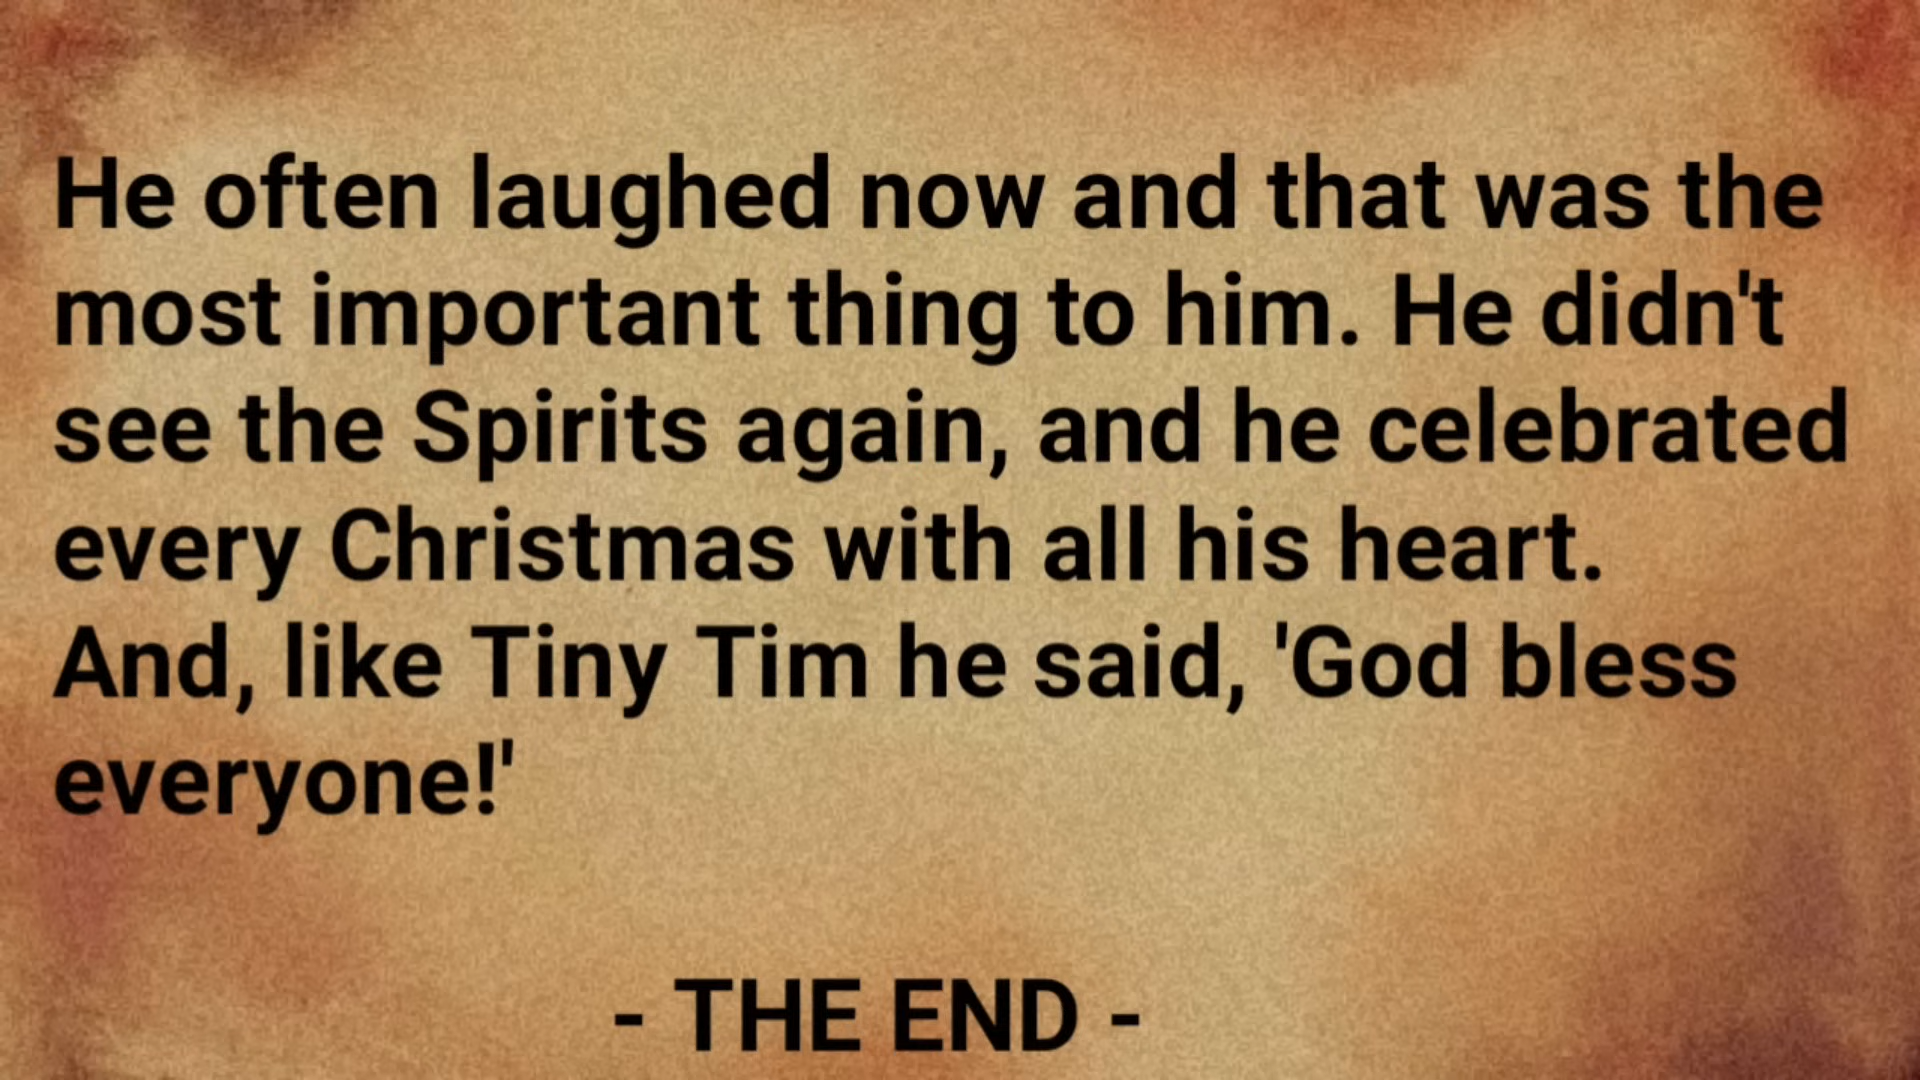 He often laughed now and that was the
most important thing to him. He didn't
see the Spirits again, and he celebrated
every Christmas with all his heart.
And, like Tiny Tim he said, 'God bless
everyone!'
- THE END -